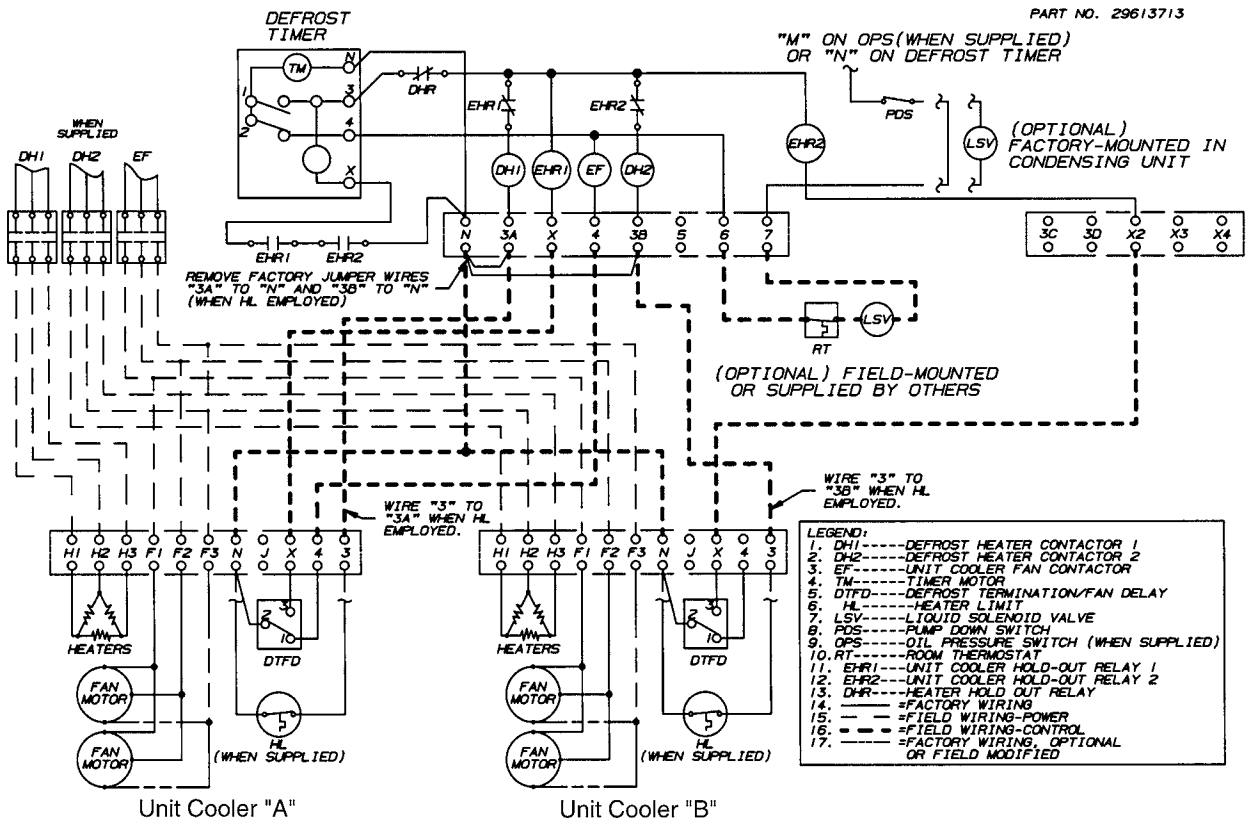 PART NO. 29613713
DEFROST
TIMER
"M" ON OPS(WHEN SUPPLIED)
OR "N" ON DEFROST TIMER
TM
N
1
3
2
4
X
DHR
EHR1
EHR2
PDS
LSV
(OPTIONAL)
FACTORY-MOUNTED IN
CONDENSING UNIT
EHR2
WHEN
SUPPLIED
DH1 DH2 EF
DH1 EHR1 EF DH2
N 3A X 4 3B 5 6 7
3C 3D X2 X3 X4
EHR1 EHR2
REMOVE FACTORY JUMPER WIRES
"3A" TO "N" AND "3B" TO "N"
(WHEN HL EMPLOYED)
RT
LSV
(OPTIONAL) FIELD-MOUNTED
OR SUPPLIED BY OTHERS
WIRE "3" TO
"3A" WHEN HL
EMPLOYED.
WIRE "3" TO
"3B" WHEN HL
EMPLOYED.
H1 H2 H3 F1 F2 F3 N J X 4 3
H1 H2 H3 F1 F2 F3 N J X 4 3
HEATERS
2
3
1
DTFD
HEATERS
2
3
1
DTFD
FAN
MOTOR
FAN
MOTOR
HL
(WHEN SUPPLIED)
FAN
MOTOR
FAN
MOTOR
HL
(WHEN SUPPLIED)
Unit Cooler "A"
Unit Cooler "B"
LEGEND:
1. DH1-----DEFROST HEATER CONTACTOR 1
2. DH2-----DEFROST HEATER CONTACTOR 2
3. EF------UNIT COOLER FAN CONTACTOR
4. TM------TIMER MOTOR
5. DTFD----DEFROST TERMINATION/FAN DELAY
6. HL------HEATER LIMIT
7. LSV-----LIQUID SOLENOID VALVE
8. PDS-----PUMP DOWN SWITCH
9. OPS-----OIL PRESSURE SWITCH (WHEN SUPPLIED)
10. RT------ROOM THERMOSTAT
11. EHR1----UNIT COOLER HOLD-OUT RELAY 1
12. EHR2----UNIT COOLER HOLD-OUT RELAY 2
13. DHR----HEATER HOLD OUT RELAY
14. =FACTORY WIRING
15. =FIELD WIRING-POWER
16. =FIELD WIRING-CONTROL
17. =FACTORY WIRING, OPTIONAL
OR FIELD MODIFIED